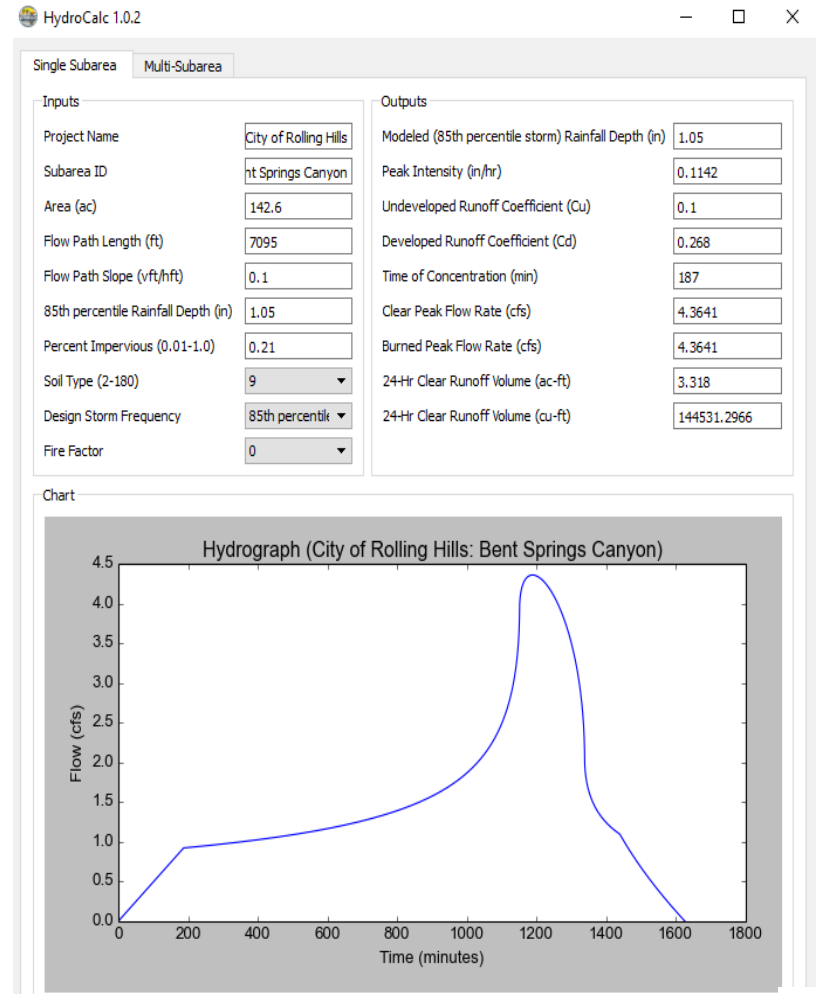 HydroCalc 1.0.2
Single Subarea Multi-Subarea
Inputs
Project Name City of Rolling Hills
Subarea ID nt Springs Canyon
Area (ac) 142.6
Flow Path Length (ft) 7095
Flow Path Slope (vft/hft) 0.1
85th percentile Rainfall Depth (in) 1.05
Percent Impervious (0.01-1.0) 0.21
Soil Type (2-180) 9
Design Storm Frequency 85th percentile
Fire Factor 0
Outputs
Modeled (85th percentile storm) Rainfall Depth (in) 1.05
Peak Intensity (in/hr) 0.1142
Undeveloped Runoff Coefficient (Cu) 0.1
Developed Runoff Coefficient (Cd) 0.268
Time of Concentration (min) 187
Clear Peak Flow Rate (cfs) 4.3641
Burned Peak Flow Rate (cfs) 4.3641
24-Hr Clear Runoff Volume (ac-ft) 3.318
24-Hr Clear Runoff Volume (cu-ft) 144531.2966
Chart
Hydrograph (City of Rolling Hills: Bent Springs Canyon)
Flow (cfs)
4.5
4.0
3.5
3.0
2.5
2.0
1.5
1.0
0.5
0.0
0 200 400 600 800 1000 1200 1400 1600 1800
Time (minutes)